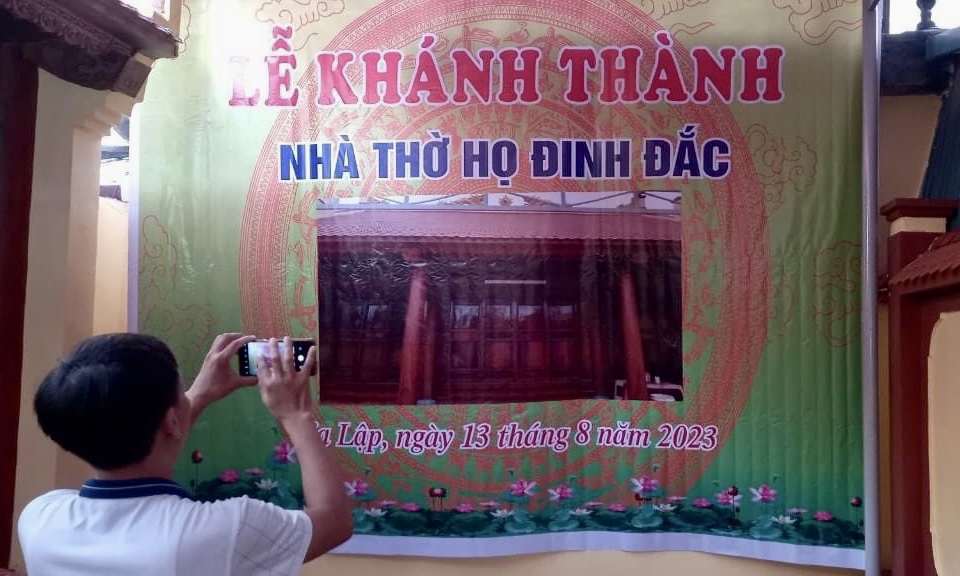 LỄ KHÁNH THÀNH
NHÀ THỜ HỌ ĐINH ĐẮC
Lập, ngày 13 tháng 8 năm 2023